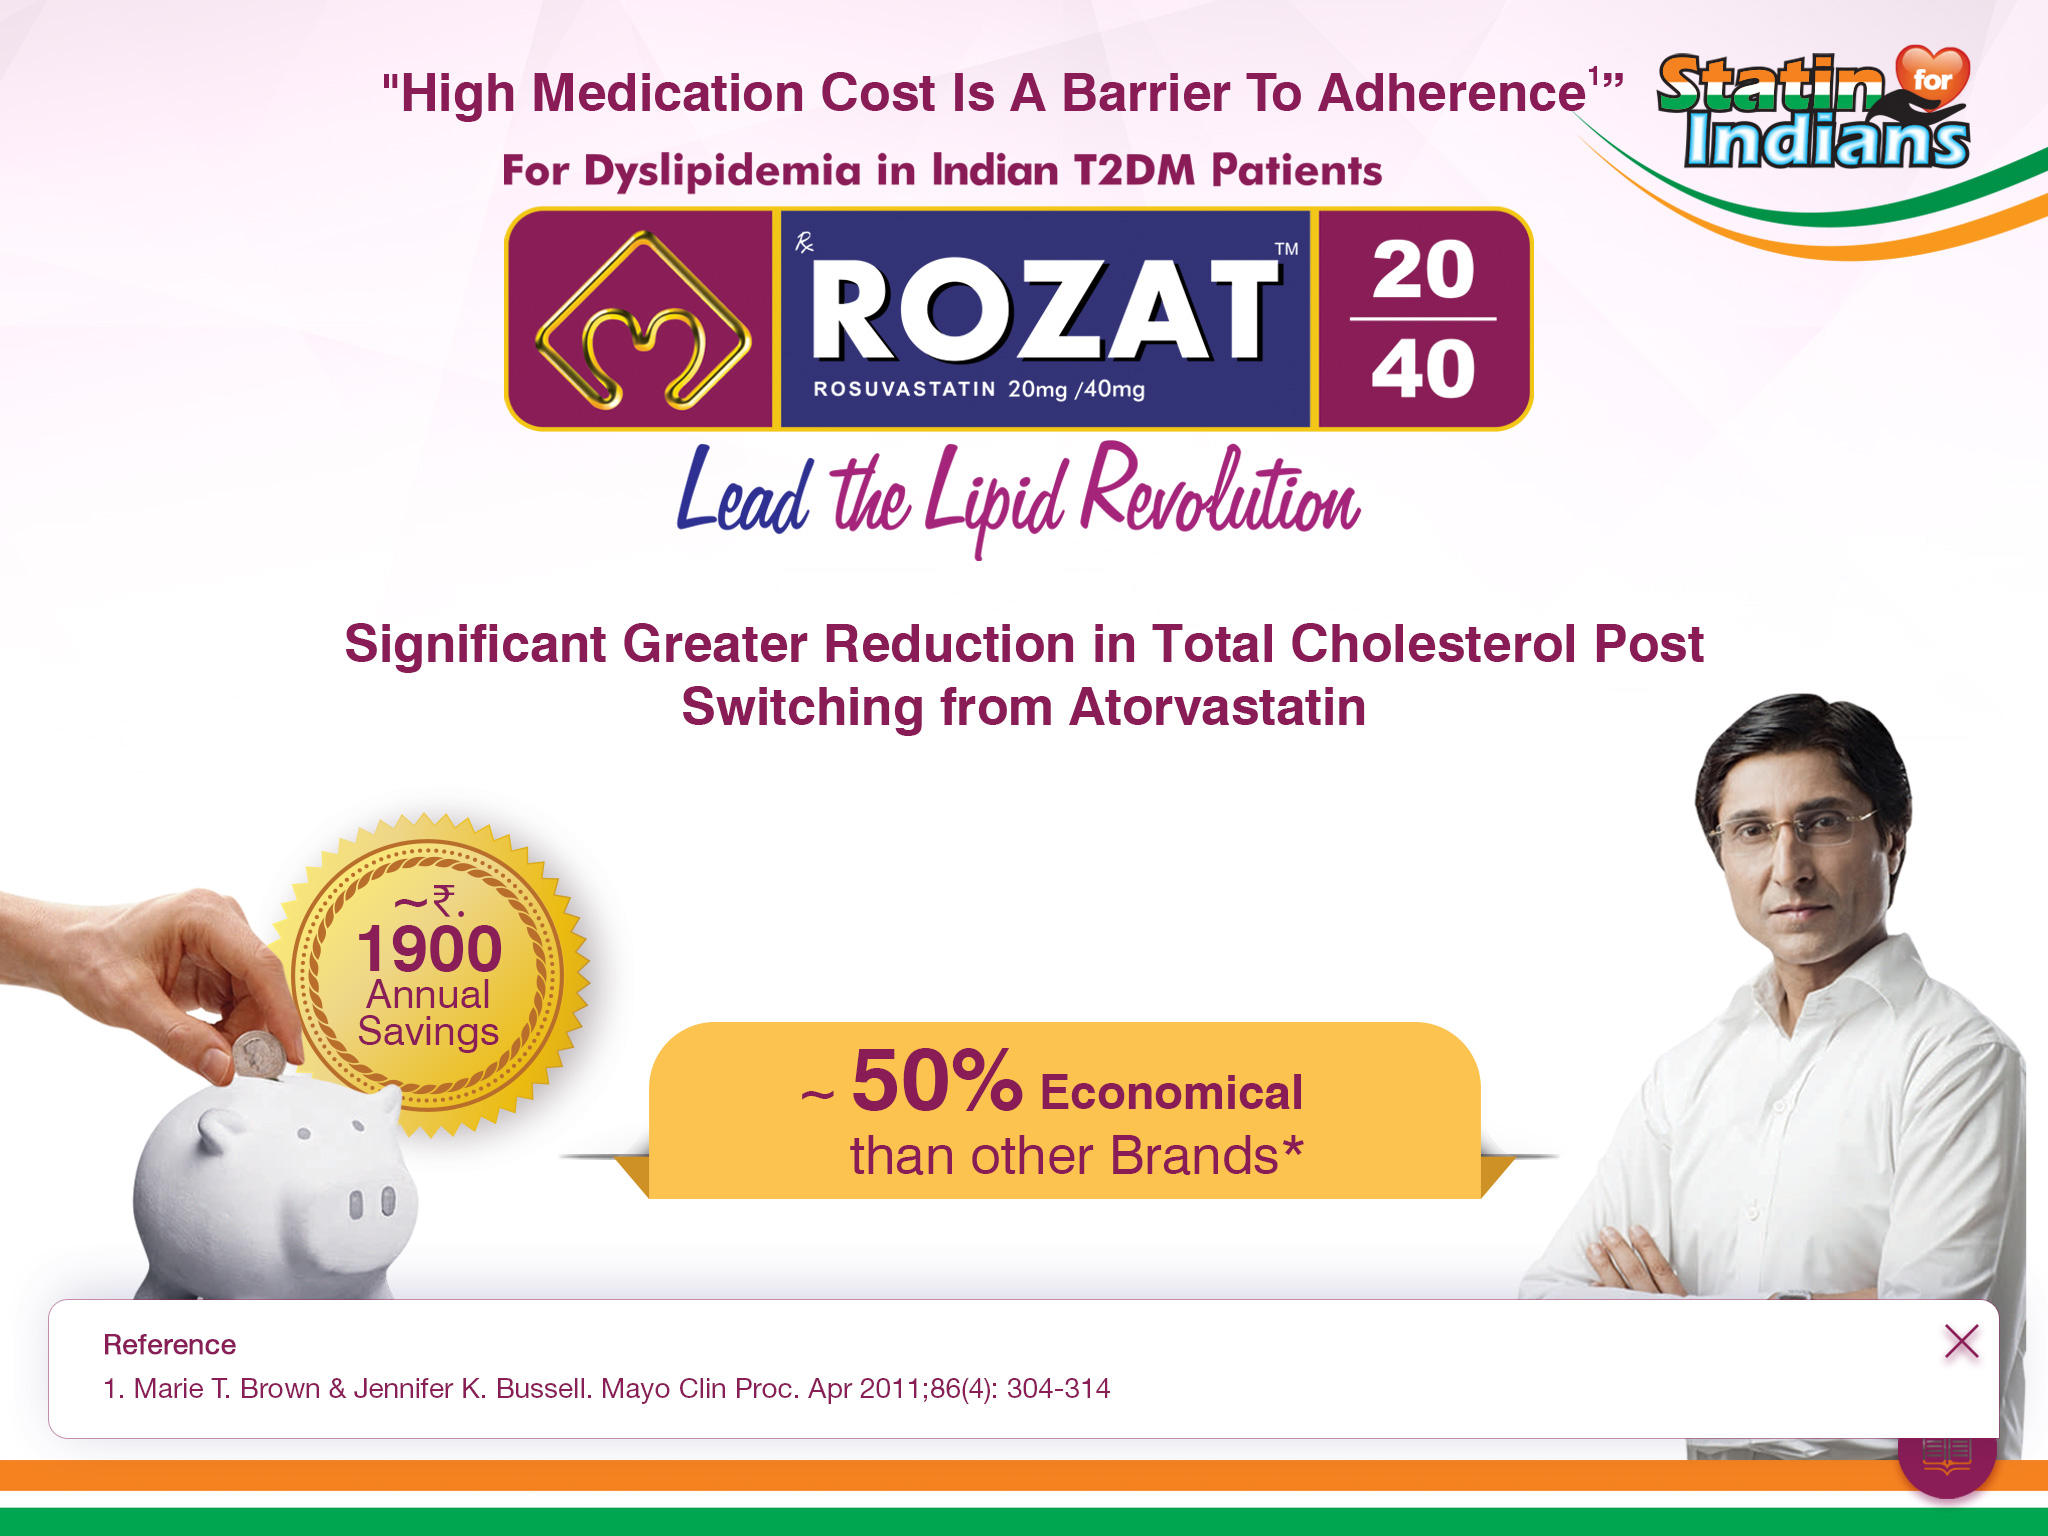 "High Medication Cost Is A Barrier To Adherence¹”
Statin for
Indians
For Dyslipidemia in Indian T2DM Patients
Rx ROZAT™
ROSUVASTATIN 20mg /40mg
20
40
Lead the Lipid Revolution
Significant Greater Reduction in Total Cholesterol Post
Switching from Atorvastatin
~₹.
1900
Annual
Savings
~ 50% Economical
than other Brands*
Reference
1. Marie T. Brown & Jennifer K. Bussell. Mayo Clin Proc. Apr 2011;86(4): 304-314